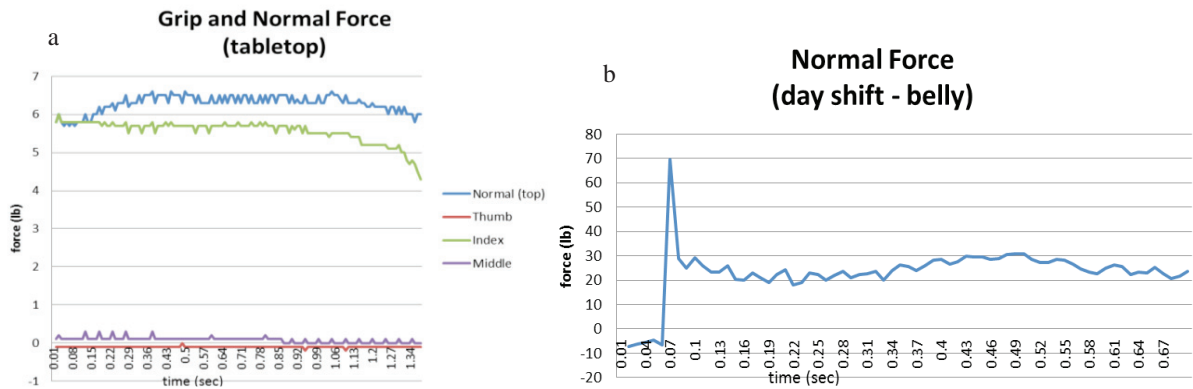 a
Grip and Normal Force
(tabletop)
7
6
5
4
3
2
1
0
-1
force (lb)
0.01 0.08 0.15 0.22 0.29 0.36 0.43 0.5 0.57 0.64 0.71 0.78 0.85 0.92 0.99 1.06 1.13 1.2 1.27 1.34
time (sec)
Normal (top)
Thumb
Index
Middle
b
Normal Force
(day shift - belly)
80
70
60
50
40
30
20
10
0
-10
-20
force (lb)
0.01 0.04 0.07 0.1 0.13 0.16 0.19 0.22 0.25 0.28 0.31 0.34 0.37 0.4 0.43 0.46 0.49 0.52 0.55 0.58 0.61 0.64 0.67
time (sec)